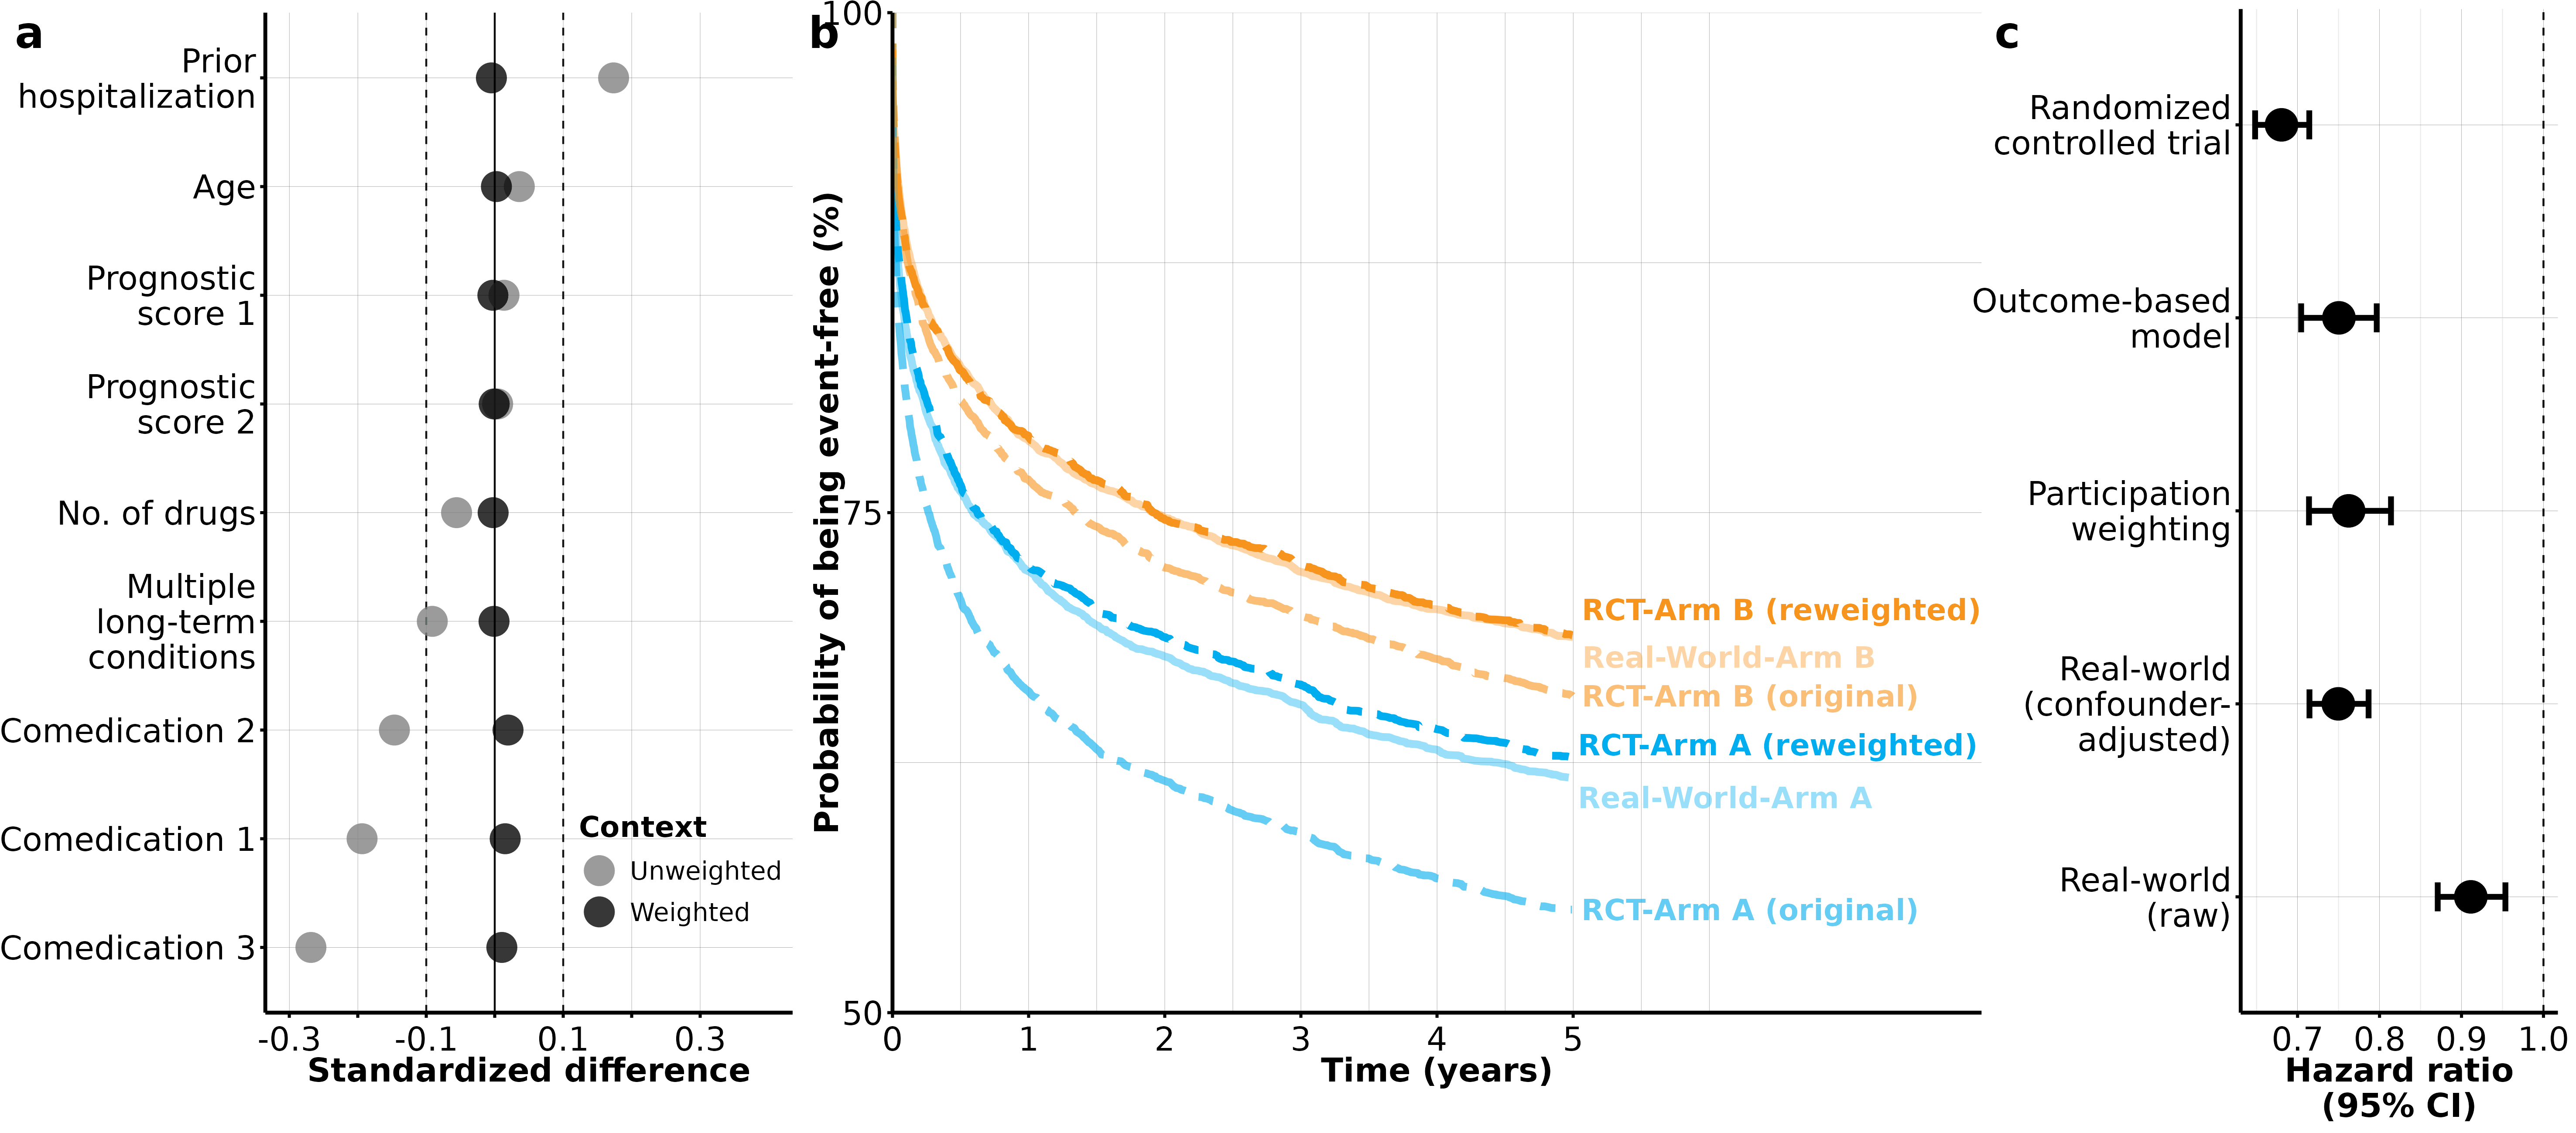 a
Prior
hospitalization
Age
Prognostic
score 1
Prognostic
score 2
No. of drugs
Multiple
long-term
conditions
Comedication 2
Comedication 1
Comedication 3
Context
Unweighted
Weighted
-0.3
-0.1
0.1
0.3
Standardized difference
b
Probability of being event-free (%)
100
75
50
RCT-Arm B (reweighted)
Real-World-Arm B
RCT-Arm B (original)
RCT-Arm A (reweighted)
Real-World-Arm A
RCT-Arm A (original)
0
1
2
3
4
5
Time (years)
c
Randomized
controlled trial
Outcome-based
model
Participation
weighting
Real-world
(confounder-
adjusted)
Real-world
(raw)
0.7
0.8
0.9
1.0
Hazard ratio
(95% CI)